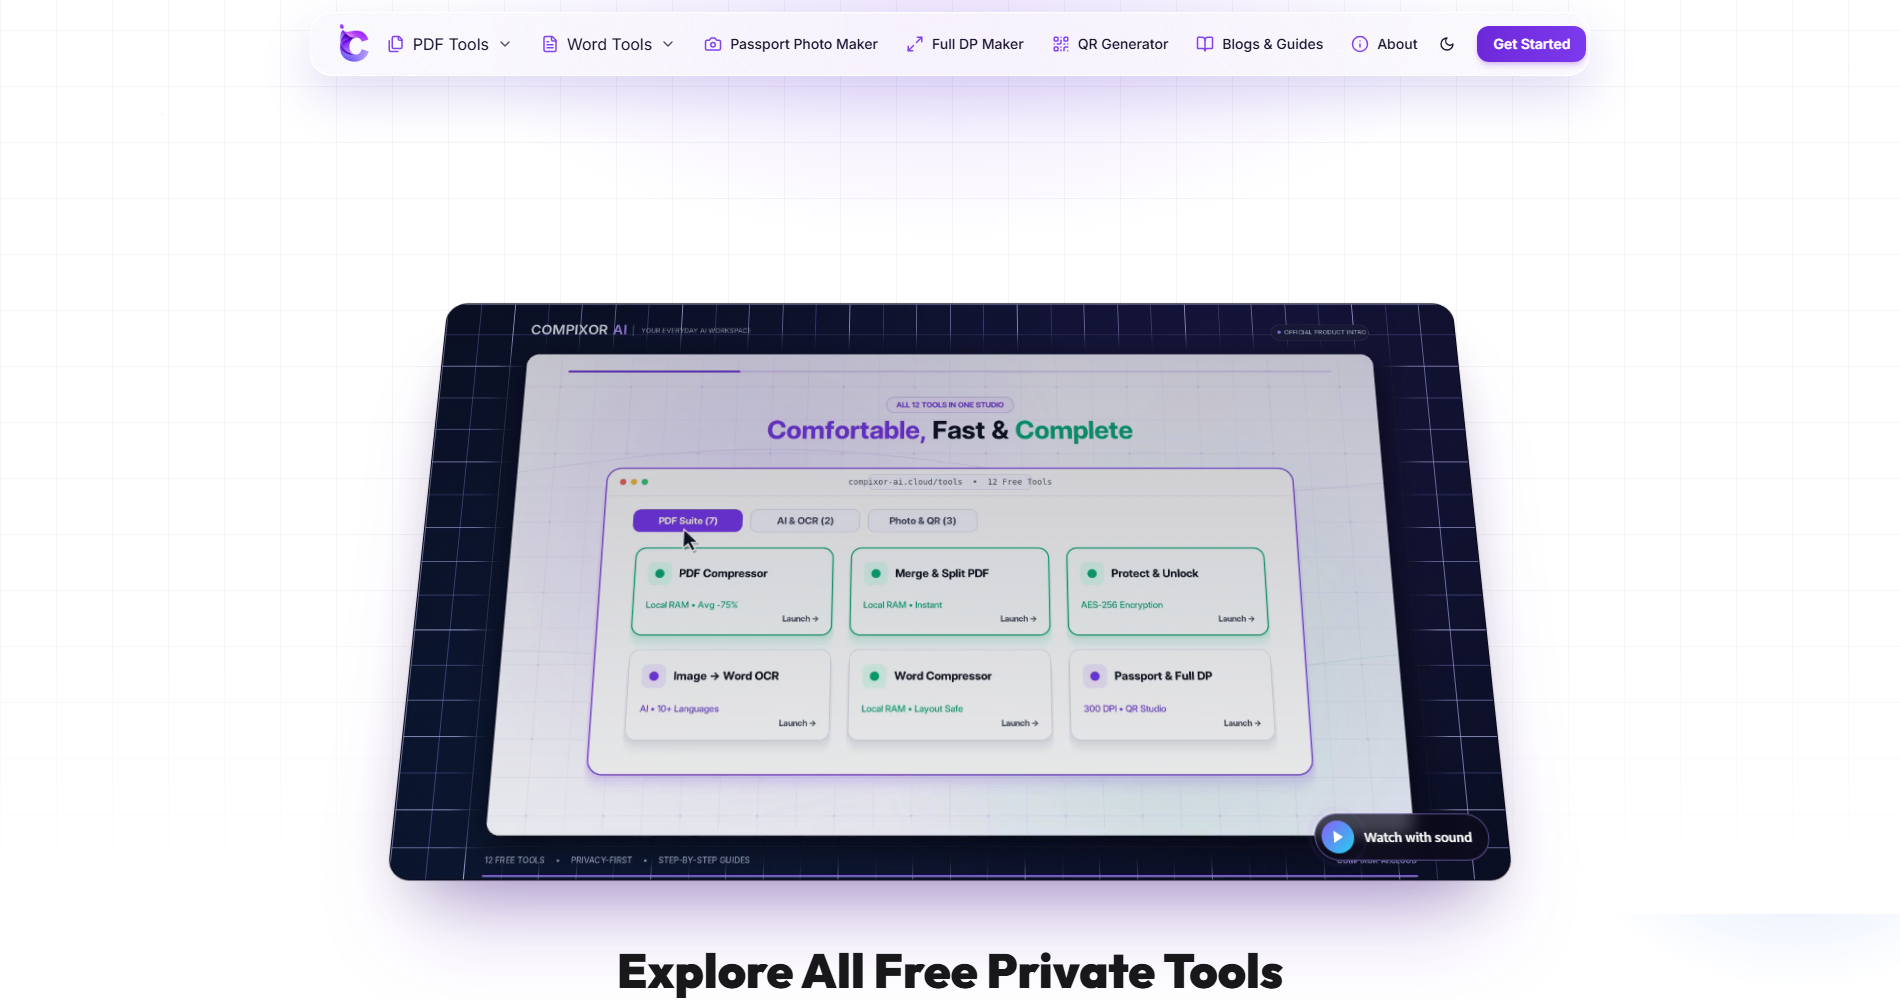 PDF Tools
Word Tools
Passport Photo Maker
Full DP Maker
QR Generator
Blogs & Guides
About
Get Started
COMPIXOR AI | YOUR EVERYDAY AI WORKSPACE
OFFICIAL PRODUCT INTRO
ALL 12 TOOLS IN ONE STUDIO
Comfortable, Fast & Complete
compixor-ai.cloud/tools • 12 Free Tools
PDF Suite (7)
AI & OCR (2)
Photo & QR (3)
PDF Compressor
Local RAM • Avg -75%
Launch →
Merge & Split PDF
Local RAM • Instant
Launch →
Protect & Unlock
AES-256 Encryption
Launch →
Image → Word OCR
AI • 10+ Languages
Launch →
Word Compressor
Local RAM • Layout Safe
Launch →
Passport & Full DP
300 DPI • QR Studio
Launch →
Watch with sound
12 FREE TOOLS • PRIVACY-FIRST • STEP-BY-STEP GUIDES
Explore All Free Private Tools